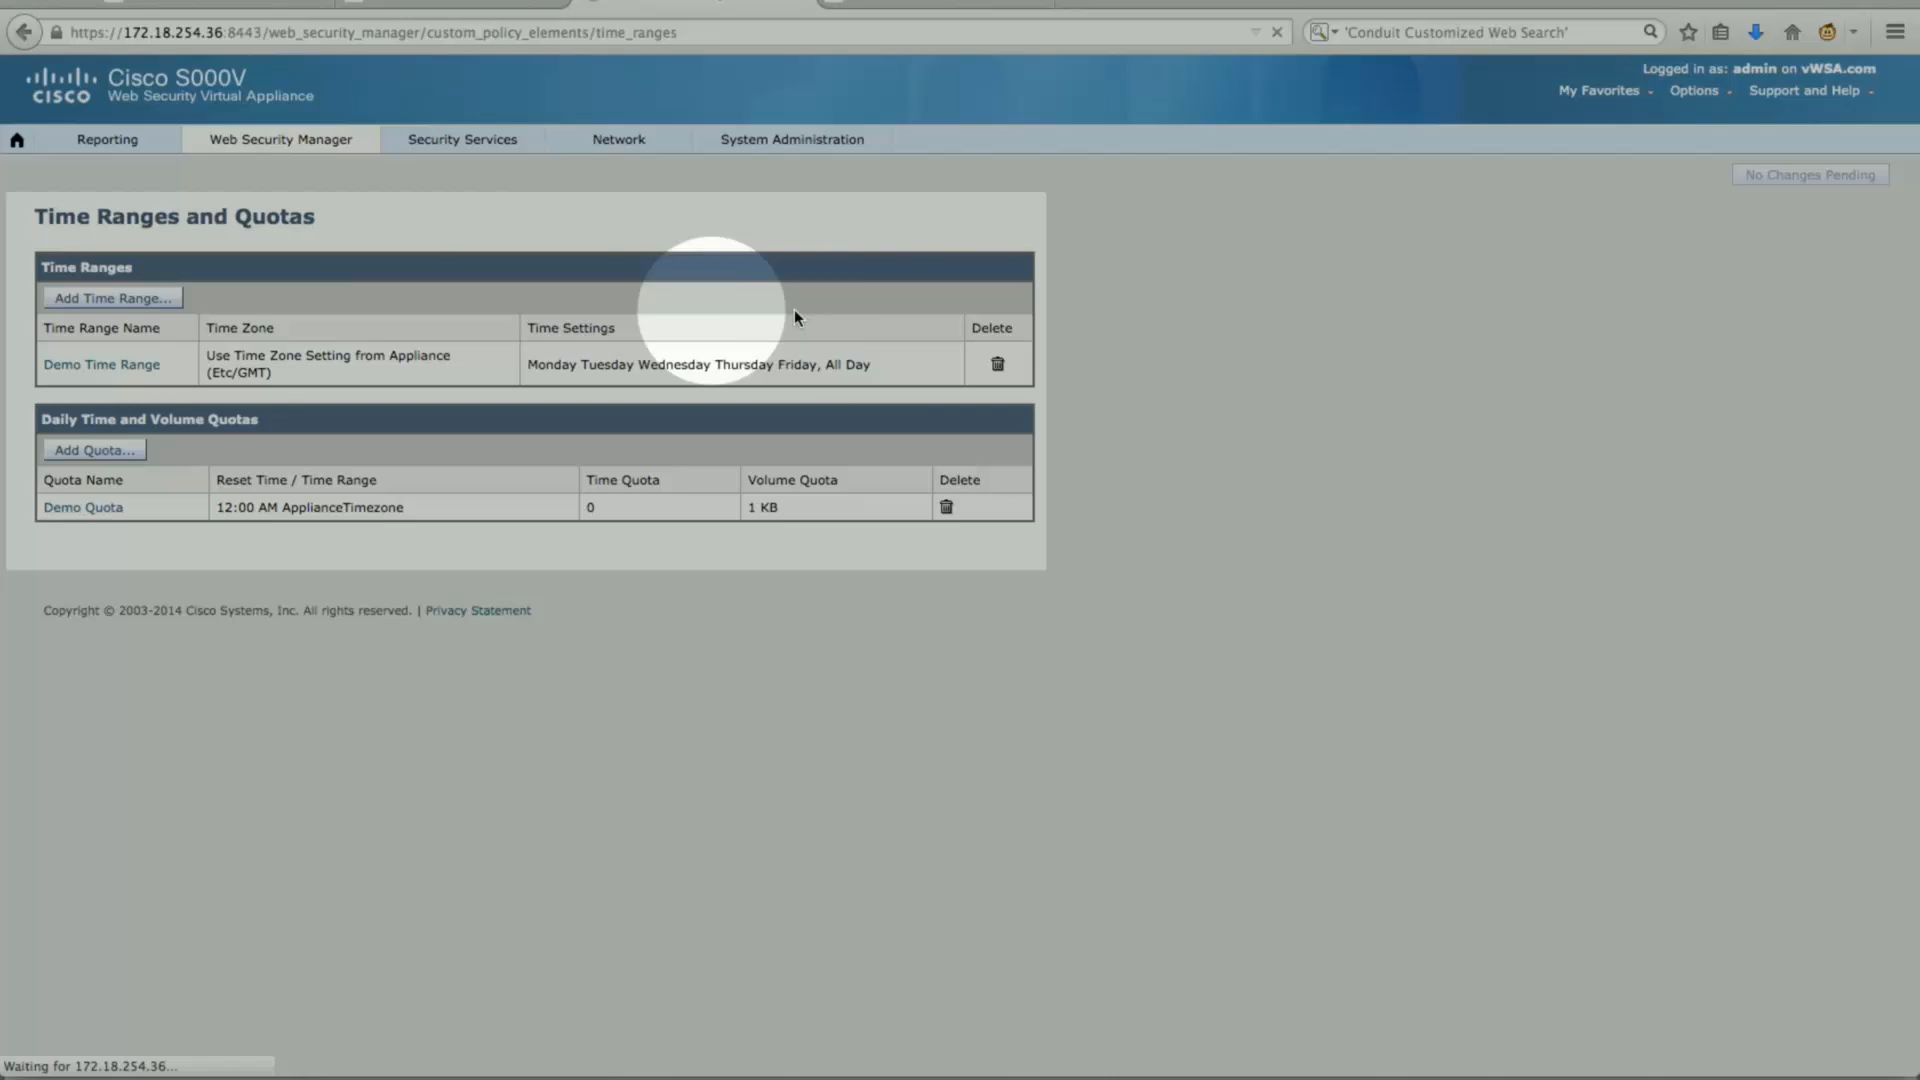 https://172.18.254.36:8443/web_security_manager/custom_policy_elements/time_ranges
'Conduit Customized Web Search'
CISCO
Cisco S000V
Web Security Virtual Appliance
Logged in as: admin on vWSA.com
My Favorites Options Support and Help
Reporting Web Security Manager Security Services Network System Administration
No Changes Pending
Time Ranges and Quotas
Time Ranges
Add Time Range...
Time Range Name Time Zone Time Settings Delete
Demo Time Range Use Time Zone Setting from Appliance Monday Tuesday Wednesday Thursday Friday, All Day
(Etc/GMT)
Daily Time and Volume Quotas
Add Quota...
Quota Name Reset Time / Time Range Time Quota Volume Quota Delete
Demo Quota 12:00 AM ApplianceTimezone 0 1 KB
Copyright © 2003-2014 Cisco Systems, Inc. All rights reserved. | Privacy Statement
Waiting for 172.18.254.36...